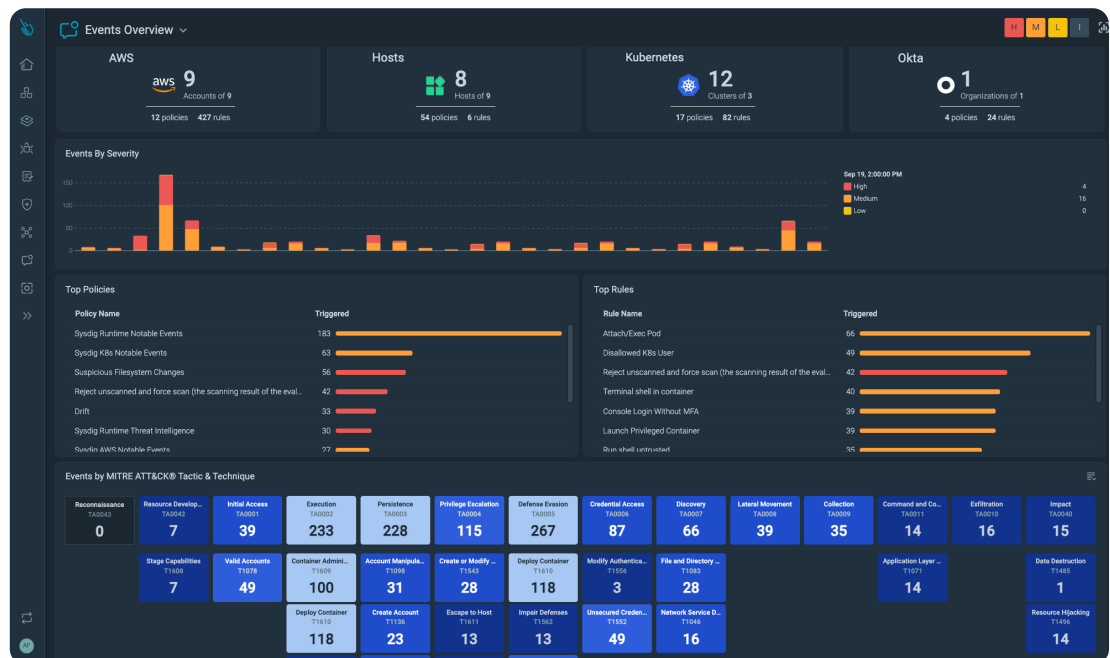 Events Overview
H M L I
AWS
aws
9
Accounts of 9
12 policies 427 rules
Hosts
8
Hosts of 9
54 policies 6 rules
Kubernetes
12
Clusters of 3
17 policies 82 rules
Okta
1
Organizations of 1
4 policies 24 rules
Events By Severity
150
100
50
0
Sep 19, 2:00:00 PM
High 4
Medium 16
Low 0
Top Policies
Policy Name Triggered
Sysdig Runtime Notable Events 183
Sysdig K8s Notable Events 63
Suspicious Filesystem Changes 56
Reject unscanned and force scan (the scanning result of the eval... 42
Drift 33
Sysdig Runtime Threat Intelligence 30
Sysdig AWS Notable Events 27
Top Rules
Rule Name Triggered
Attach/Exec Pod 66
Disallowed K8s User 49
Reject unscanned and force scan (the scanning result of the eval... 42
Terminal shell in container 40
Console Login Without MFA 39
Launch Privileged Container 39
Run shell untrusted 35
Events by MITRE ATT&CK® Tactic & Technique
Reconnaissance Resource Develop... Initial Access Execution Persistence Privilege Escalation Defense Evasion Credential Access Discovery Lateral Movement Collection Command and Co... Exfiltration Impact
TA0043 TA0042 TA0001 TA0002 TA0003 TA0004 TA0005 TA0006 TA0007 TA0008 TA0009 TA0011 TA0010 TA0040
0 7 39 233 228 115 267 87 66 39 35 14 16 15
Stage Capabilities Valid Accounts Container Admini... Account Manipula... Create or Modify ... Deploy Container Modify Authentica... File and Directory ... Application Layer ... Data Destruction
T1608 T1078 T1609 T1098 T1543 T1610 T1556 T1083 T1071 T1485
7 49 100 31 28 118 3 28 14 1
Deploy Container Create Account Escape to Host Impair Defenses Unsecured Creden... Network Service D... Resource Hijacking
T1610 T1136 T1611 T1562 T1552 T1046 T1496
118 23 13 13 49 16 14
AF